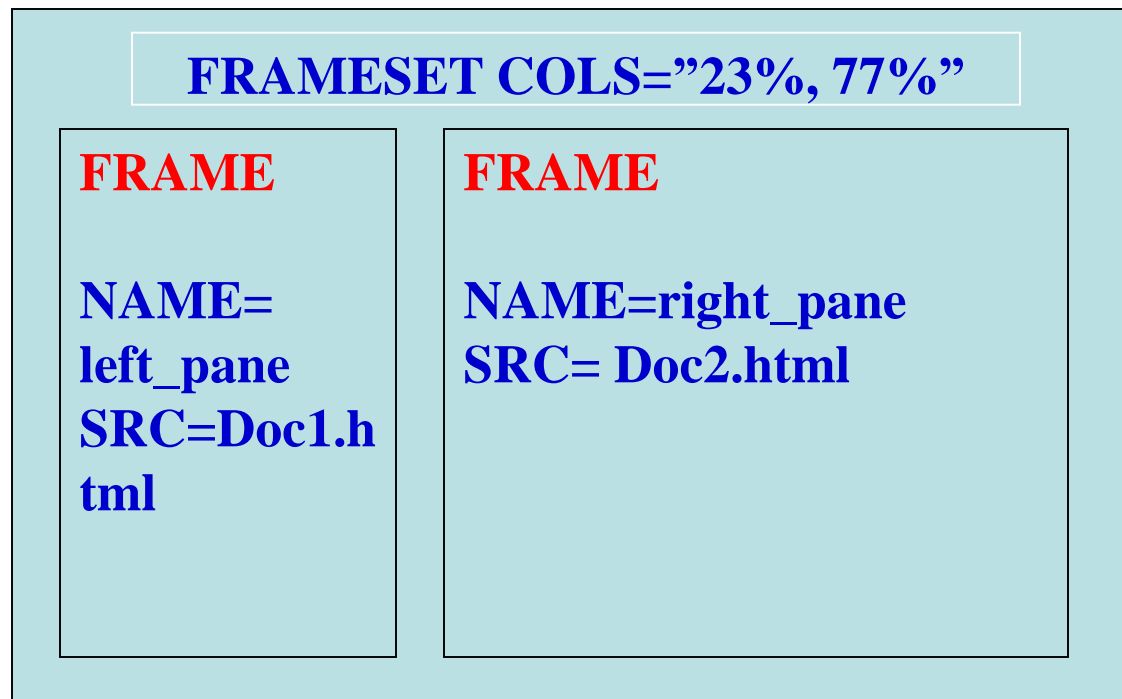 FRAMESET COLS=”23%, 77%”
FRAME
NAME=
left_pane
SRC=Doc1.h
tml
FRAME
NAME=right_pane
SRC= Doc2.html